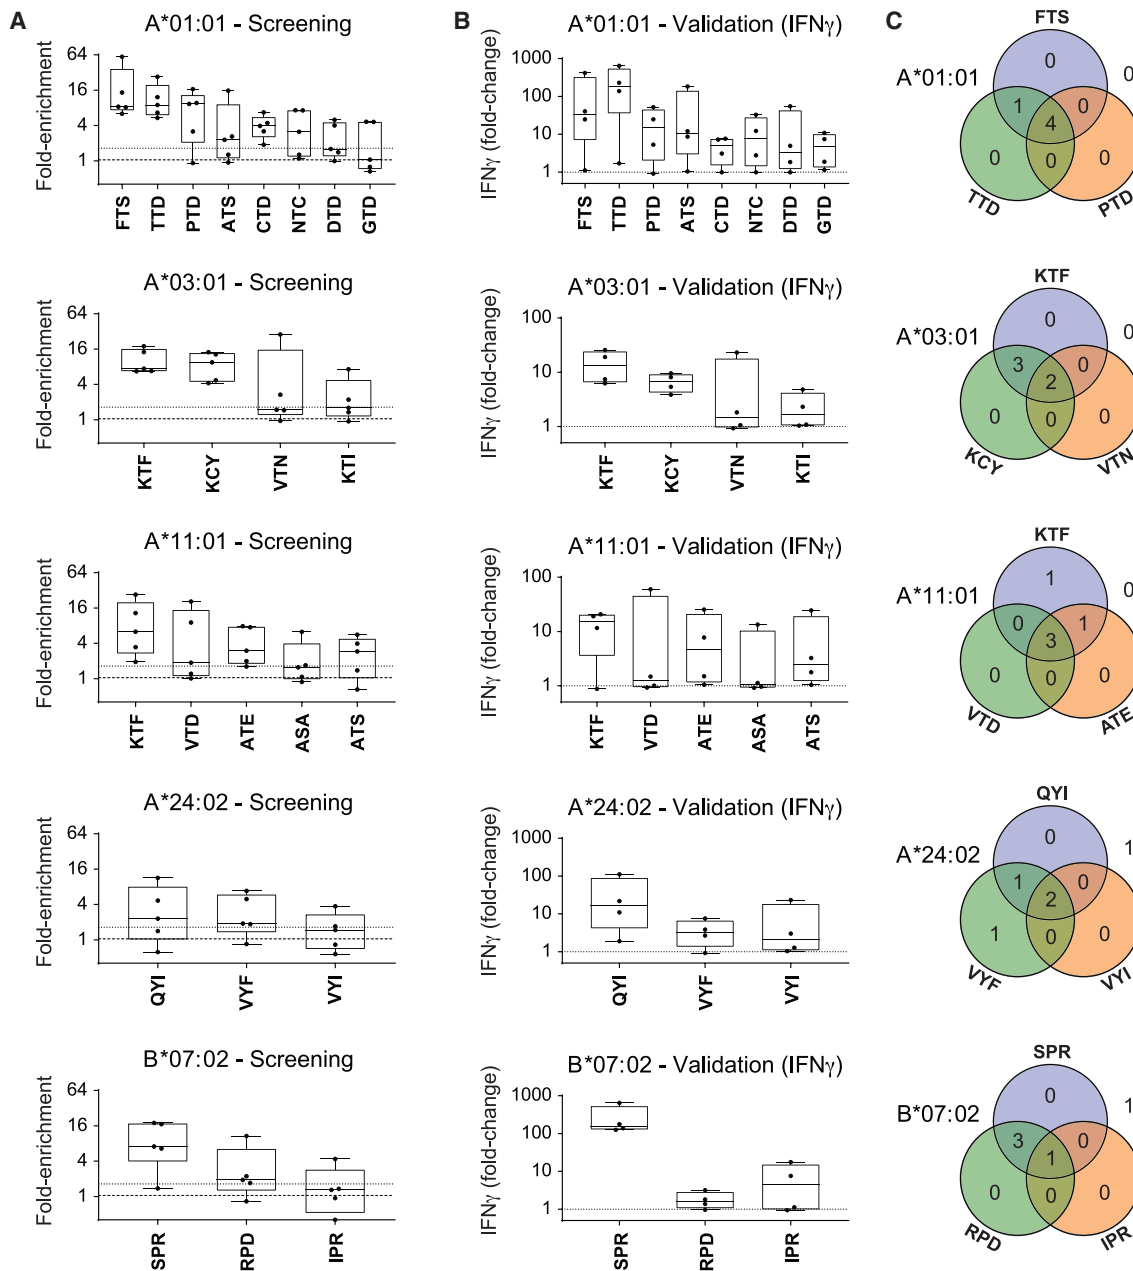 A
A*01:01 - Screening
Fold-enrichment
64
16
4
1
FTS
TTD
PTD
ATS
CTD
NTC
DTD
GTD
B
A*01:01 - Validation (IFNγ)
IFNγ (fold-change)
1000
100
10
1
FTS
TTD
PTD
ATS
CTD
NTC
DTD
GTD
C
FTS
A*01:01
0
0
1
0
4
0
0
0
TTD
PTD
A*03:01 - Screening
Fold-enrichment
64
16
4
1
KTF
KCY
VTN
KTI
A*03:01 - Validation (IFNγ)
IFNγ (fold-change)
100
10
1
KTF
KCY
VTN
KTI
KTF
A*03:01
0
0
3
0
2
0
0
0
KCY
VTN
A*11:01 - Screening
Fold-enrichment
64
16
4
1
KTF
VTD
ATE
ASA
ATS
A*11:01 - Validation (IFNγ)
IFNγ (fold-change)
100
10
1
KTF
VTD
ATE
ASA
ATS
KTF
A*11:01
1
0
0
1
3
0
0
0
VTD
ATE
A*24:02 - Screening
Fold-enrichment
64
16
4
1
QYI
VYF
VYI
A*24:02 - Validation (IFNγ)
IFNγ (fold-change)
1000
100
10
1
QYI
VYF
VYI
QYI
A*24:02
0
1
1
0
2
1
0
0
VYF
VYI
B*07:02 - Screening
Fold-enrichment
64
16
4
1
SPR
RPD
IPR
B*07:02 - Validation (IFNγ)
IFNγ (fold-change)
1000
100
10
1
SPR
RPD
IPR
SPR
B*07:02
0
1
3
0
1
0
0
0
RPD
IPR